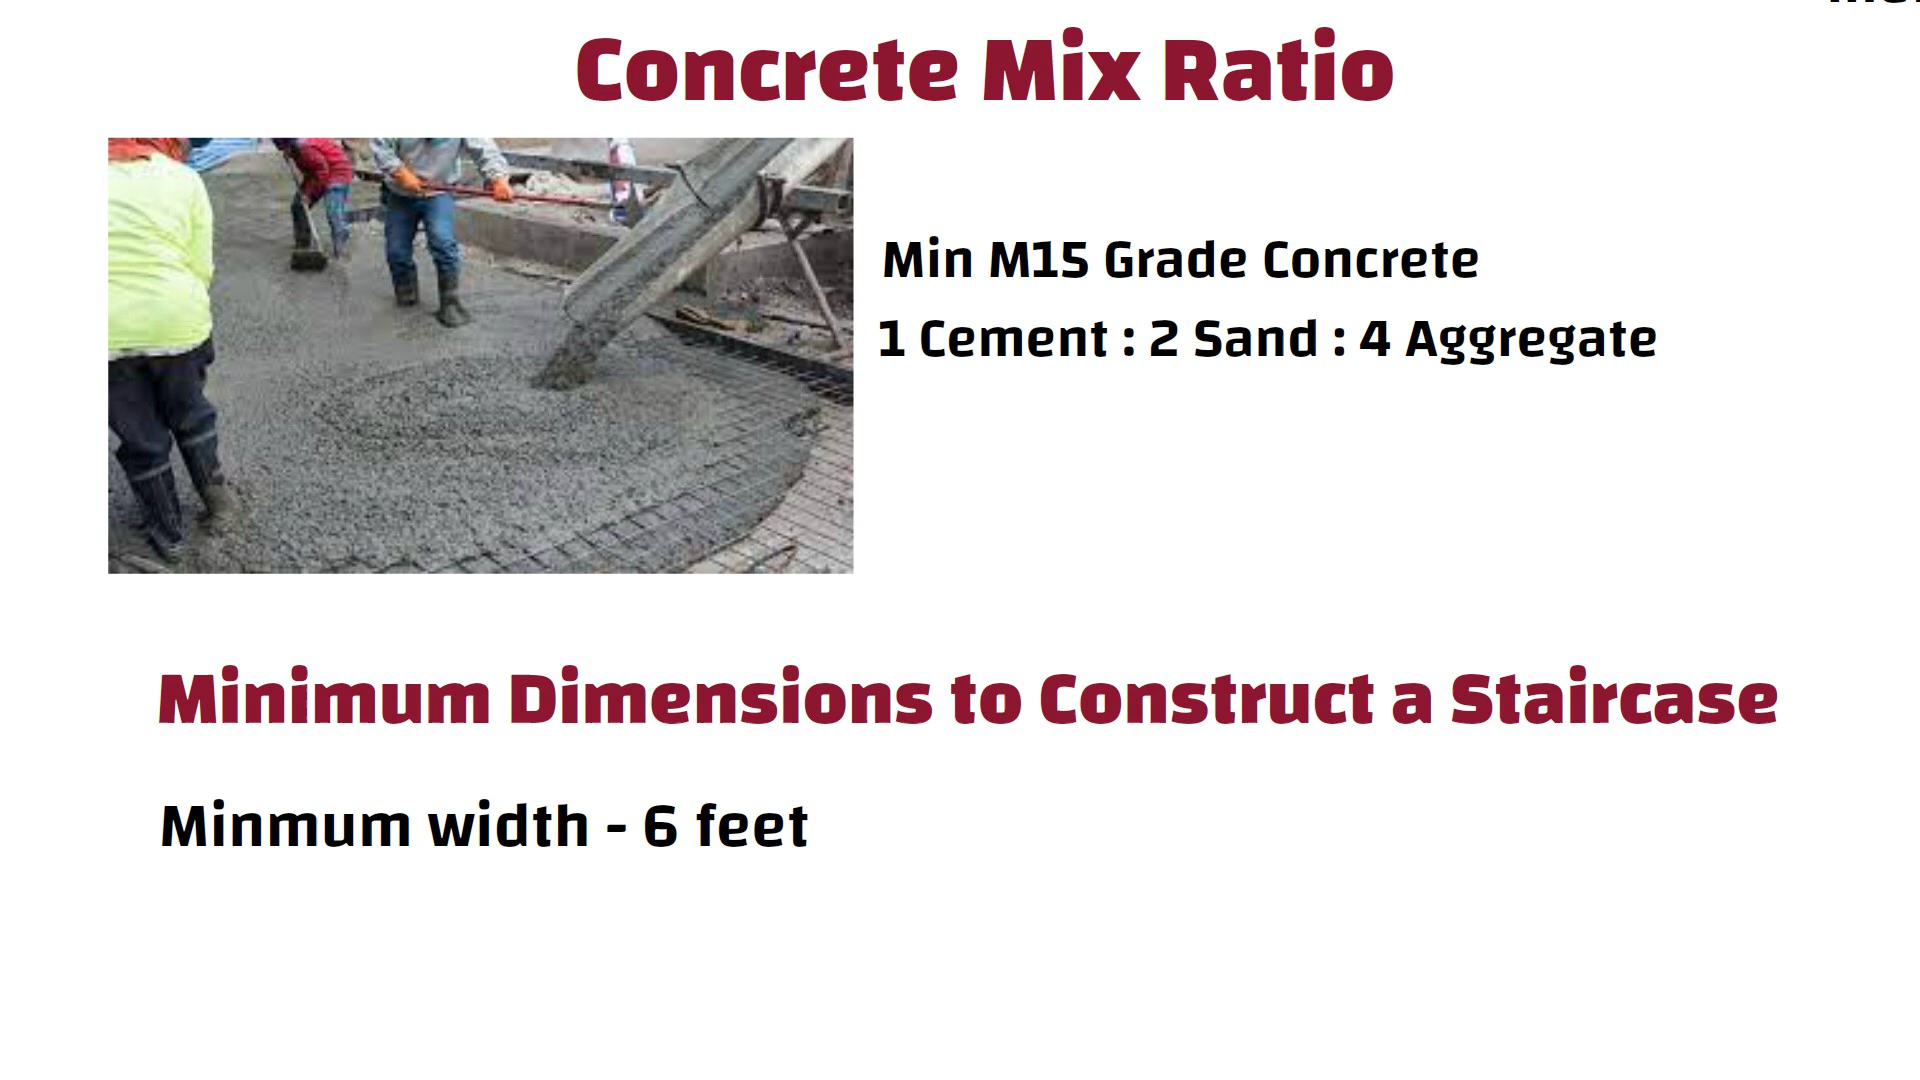 Concrete Mix Ratio
Min M15 Grade Concrete
1 Cement : 2 Sand : 4 Aggregate
Minimum Dimensions to Construct a Staircase
Minmum width - 6 feet